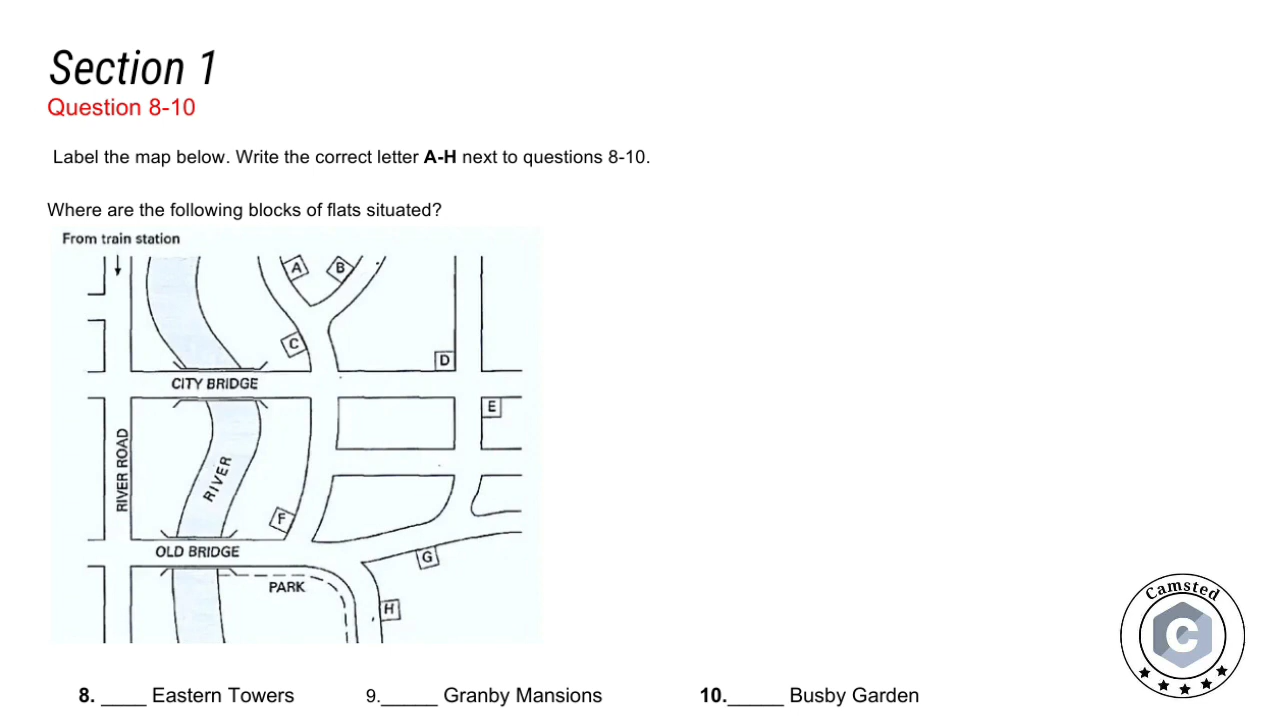 Section 1
Question 8-10
Label the map below. Write the correct letter A-H next to questions 8-10.
Where are the following blocks of flats situated?
From train station
A
B
C
D
CITY BRIDGE
E
RIVER ROAD
RIVER
F
OLD BRIDGE
G
PARK
H
Camsted
C
8. ____ Eastern Towers 9._____ Granby Mansions 10._____ Busby Garden